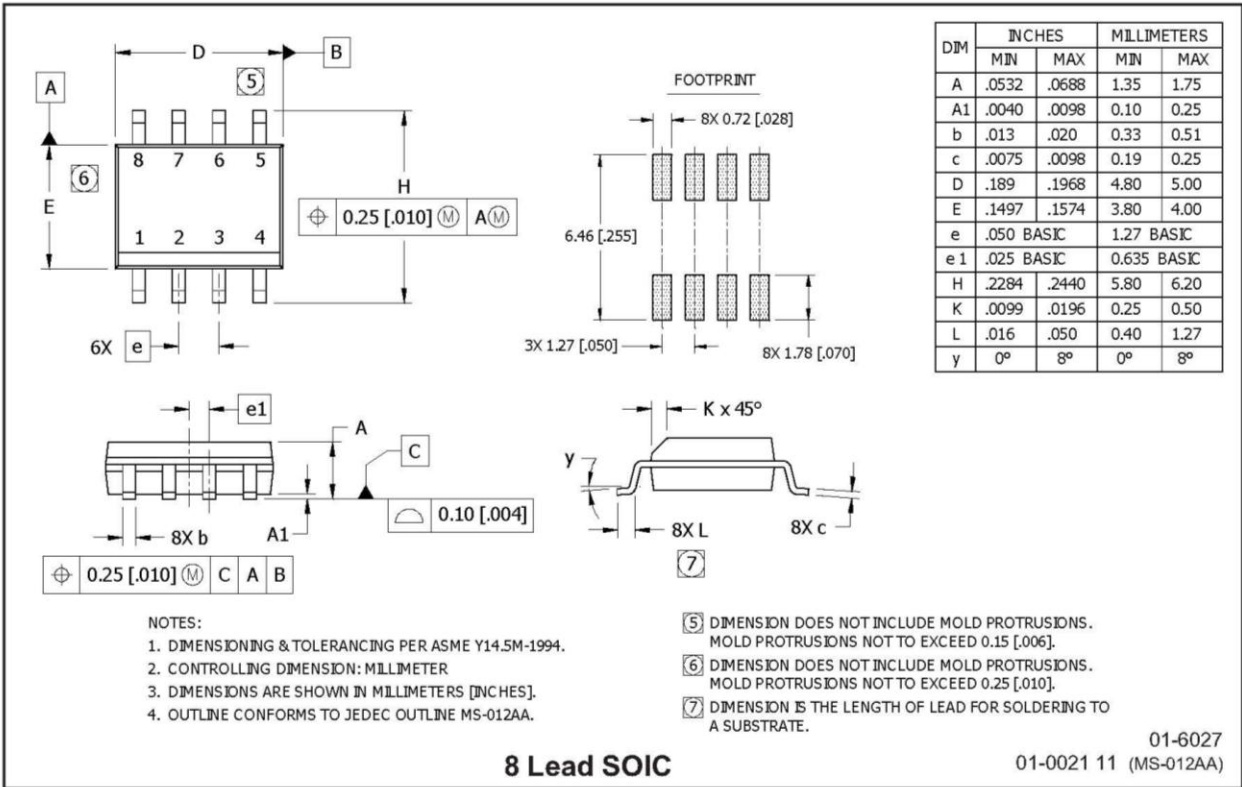 D
B
5
A
8 7 6 5
6
E
H
⌖ 0.25 [.010] Ⓜ A Ⓜ
1 2 3 4
6X e
FOOTPRINT
8X 0.72 [.028]
6.46 [.255]
3X 1.27 [.050]
8X 1.78 [.070]
DIM INCHES MILLIMETERS
MIN MAX MIN MAX
A .0532 .0688 1.35 1.75
A1 .0040 .0098 0.10 0.25
b .013 .020 0.33 0.51
c .0075 .0098 0.19 0.25
D .189 .1968 4.80 5.00
E .1497 .1574 3.80 4.00
e .050 BASIC 1.27 BASIC
e 1 .025 BASIC 0.635 BASIC
H .2284 .2440 5.80 6.20
K .0099 .0196 0.25 0.50
L .016 .050 0.40 1.27
y 0° 8° 0° 8°
e1
A
C
0.10 [.004]
8X b
A1
⌖ 0.25 [.010] Ⓜ C A B
K x 45°
y
8X L
8X c
7
NOTES:
1. DIMENSIONING & TOLERANCING PER ASME Y14.5M-1994.
2. CONTROLLING DIMENSION: MILLIMETER
3. DIMENSIONS ARE SHOWN IN MILLIMETERS [INCHES].
4. OUTLINE CONFORMS TO JEDEC OUTLINE MS-012AA.
5 DIMENSION DOES NOT INCLUDE MOLD PROTRUSIONS.
MOLD PROTRUSIONS NOT TO EXCEED 0.15 [.006].
6 DIMENSION DOES NOT INCLUDE MOLD PROTRUSIONS.
MOLD PROTRUSIONS NOT TO EXCEED 0.25 [.010].
7 DIMENSION IS THE LENGTH OF LEAD FOR SOLDERING TO
A SUBSTRATE.
8 Lead SOIC
01-6027
01-0021 11 (MS-012AA)